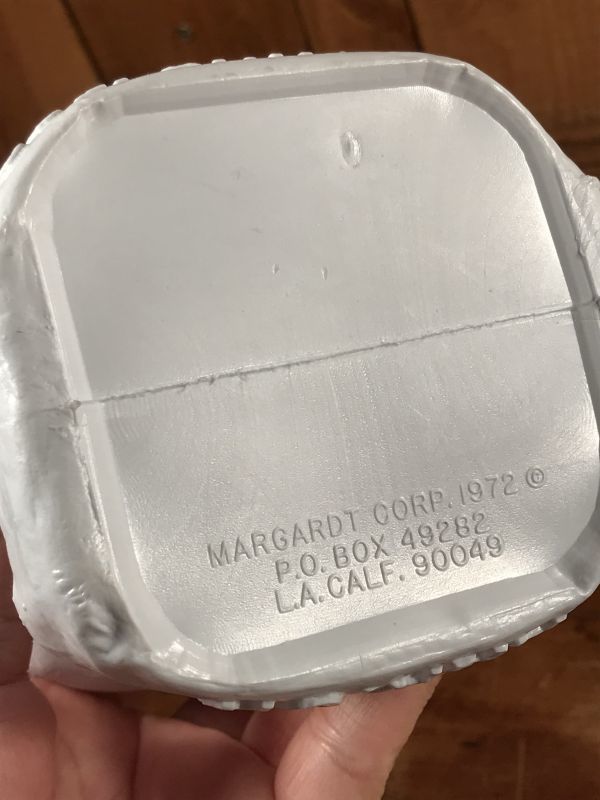 MARGARDT CORP. 1972 ©
P.O. BOX 49282
L.A. CALF. 90049